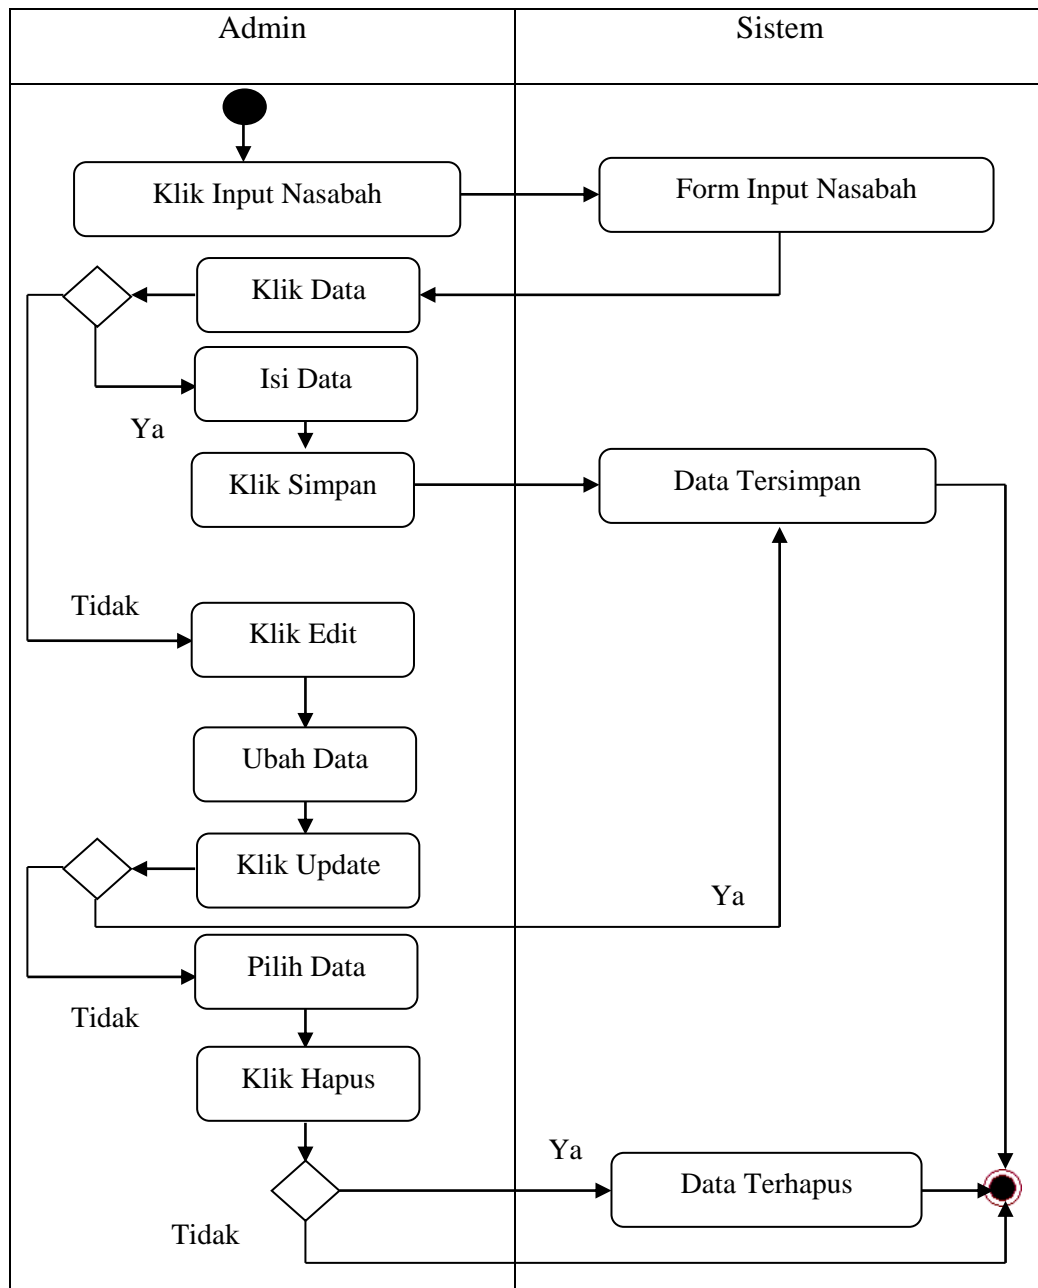 Admin
Sistem
Klik Input Nasabah
Form Input Nasabah
Klik Data
Isi Data
Ya
Klik Simpan
Data Tersimpan
Tidak
Klik Edit
Ubah Data
Klik Update
Ya
Pilih Data
Tidak
Klik Hapus
Ya
Data Terhapus
Tidak